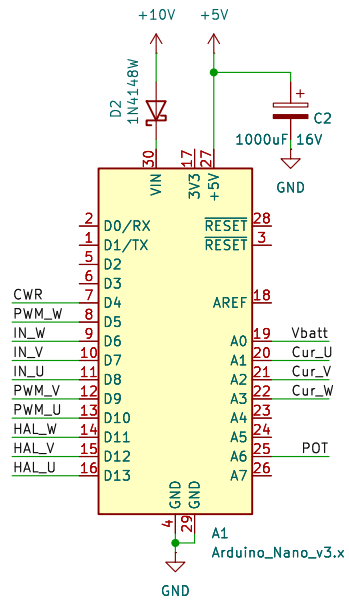 +10V +5V
D2
1N4148W
+
C2
1000uF 16V
GND
30 17 27
VIN 3V3 +5V
2 D0/RX RESET 28
1 D1/TX RESET 3
5 D2
6 D3
CWR 7 D4 AREF 18
PWM_W 8 D5
IN_W 9 D6 A0 19 Vbatt
IN_V 10 D7 A1 20 Cur_U
IN_U 11 D8 A2 21 Cur_V
PWM_V 12 D9 A3 22 Cur_W
PWM_U 13 D10 A4 23
HAL_W 14 D11 A5 24
HAL_V 15 D12 A6 25 POT
HAL_U 16 D13 A7 26
GND GND
4 29
A1
Arduino_Nano_v3.x
GND